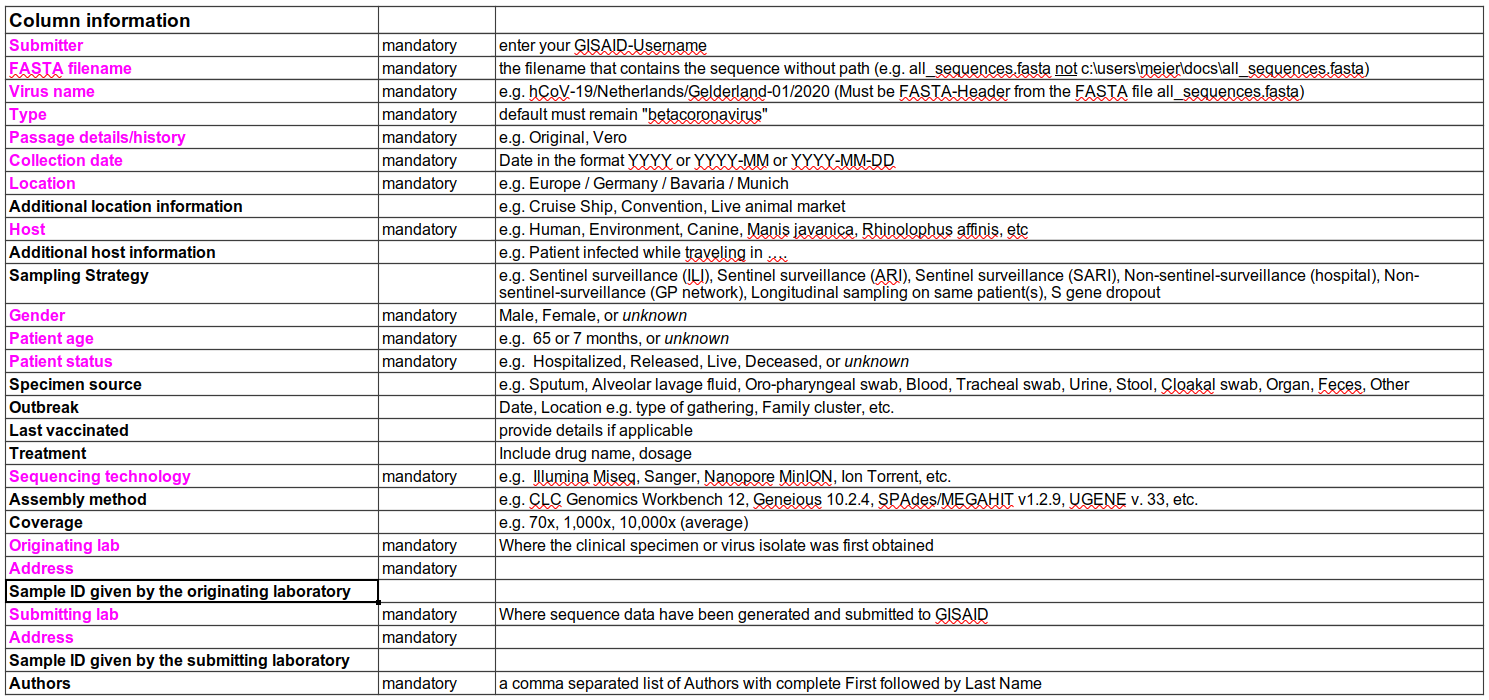 Column information
Submitter mandatory enter your GISAID-Username
FASTA filename mandatory the filename that contains the sequence without path (e.g. all_sequences.fasta not c:\users\meier\docs\all_sequences.fasta)
Virus name mandatory e.g. hCoV-19/Netherlands/Gelderland-01/2020 (Must be FASTA-Header from the FASTA file all_sequences.fasta)
Type mandatory default must remain "betacoronavirus"
Passage details/history mandatory e.g. Original, Vero
Collection date mandatory Date in the format YYYY or YYYY-MM or YYYY-MM-DD
Location mandatory e.g. Europe / Germany / Bavaria / Munich
Additional location information e.g. Cruise Ship, Convention, Live animal market
Host mandatory e.g. Human, Environment, Canine, Manis javanica, Rhinolophus affinis, etc
Additional host information e.g. Patient infected while traveling in ....
Sampling Strategy e.g. Sentinel surveillance (ILI), Sentinel surveillance (ARI), Sentinel surveillance (SARI), Non-sentinel-surveillance (hospital), Non-
sentinel-surveillance (GP network), Longitudinal sampling on same patient(s), S gene dropout
Gender mandatory Male, Female, or unknown
Patient age mandatory e.g. 65 or 7 months, or unknown
Patient status mandatory e.g. Hospitalized, Released, Live, Deceased, or unknown
Specimen source e.g. Sputum, Alveolar lavage fluid, Oro-pharyngeal swab, Blood, Tracheal swab, Urine, Stool, Cloakal swab, Organ, Feces, Other
Outbreak Date, Location e.g. type of gathering, Family cluster, etc.
Last vaccinated provide details if applicable
Treatment Include drug name, dosage
Sequencing technology mandatory e.g. Illumina Miseq, Sanger, Nanopore MinION, Ion Torrent, etc.
Assembly method e.g. CLC Genomics Workbench 12, Geneious 10.2.4, SPAdes/MEGAHIT v1.2.9, UGENE v. 33, etc.
Coverage e.g. 70x, 1,000x, 10,000x (average)
Originating lab mandatory Where the clinical specimen or virus isolate was first obtained
Address mandatory
Sample ID given by the originating laboratory
Submitting lab mandatory Where sequence data have been generated and submitted to GISAID
Address mandatory
Sample ID given by the submitting laboratory
Authors mandatory a comma separated list of Authors with complete First followed by Last Name